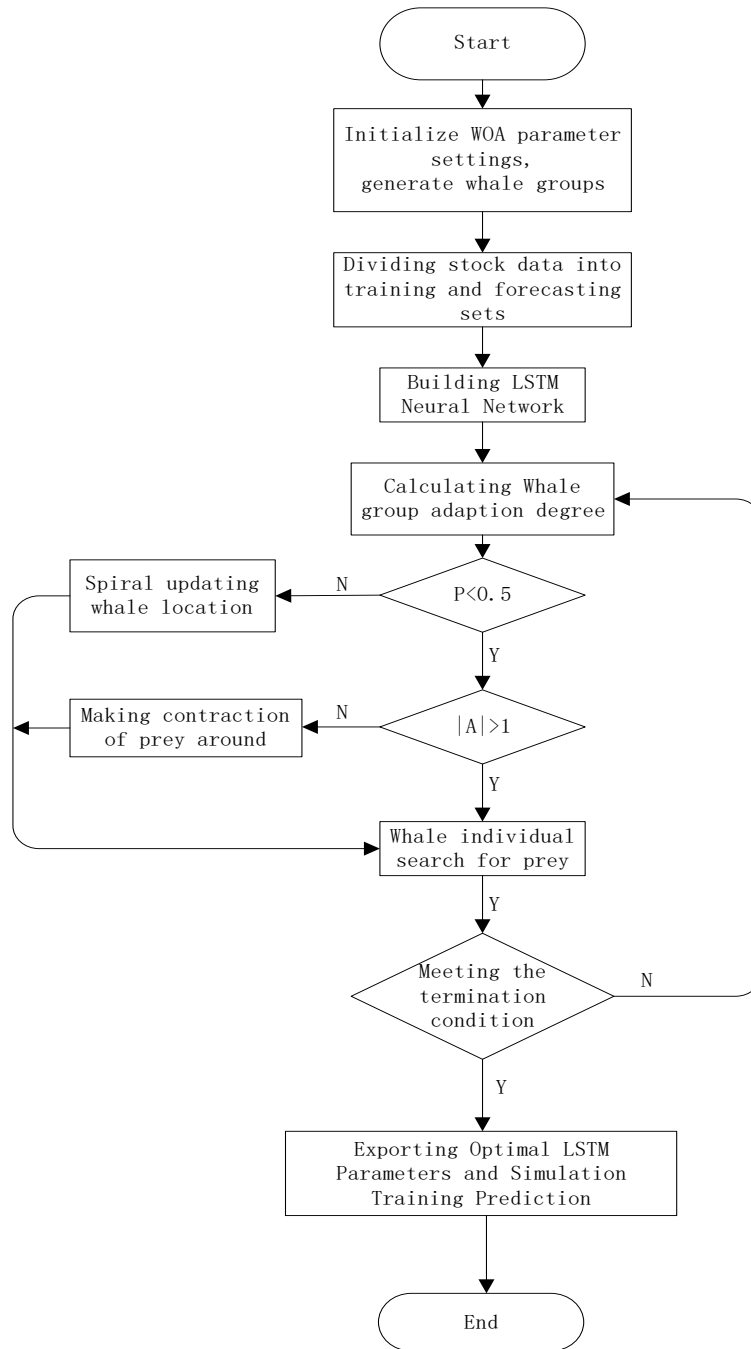 Start
Initialize WOA parameter
settings,
generate whale groups
Dividing stock data into
training and forecasting
sets
Building LSTM
Neural Network
Calculating Whale
group adaption degree
Spiral updating
whale location
N
P<0.5
Y
Making contraction
of prey around
N
|A|>1
Y
Whale individual
search for prey
Y
Meeting the
termination
condition
N
Y
Exporting Optimal LSTM
Parameters and Simulation
Training Prediction
End